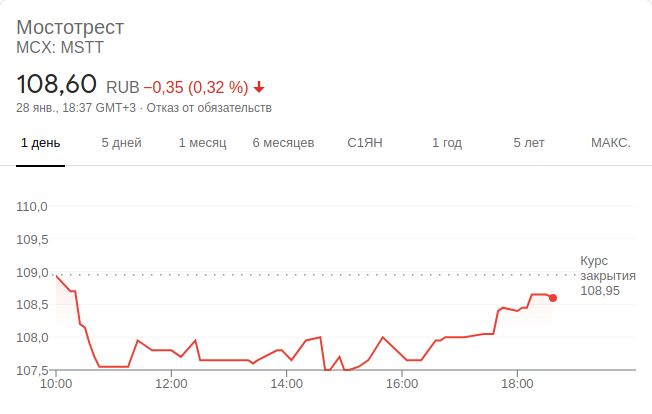 Мостотрест
MCX: MSTT
108,60 RUB −0,35 (0,32 %)
28 янв., 18:37 GMT+3 · Отказ от обязательств
1 день 5 дней 1 месяц 6 месяцев С1ЯН 1 год 5 лет МАКС.
110,0
109,5
Курс
109,0 закрытия
108,95
108,5
108,0
107,5
10:00 12:00 14:00 16:00 18:00